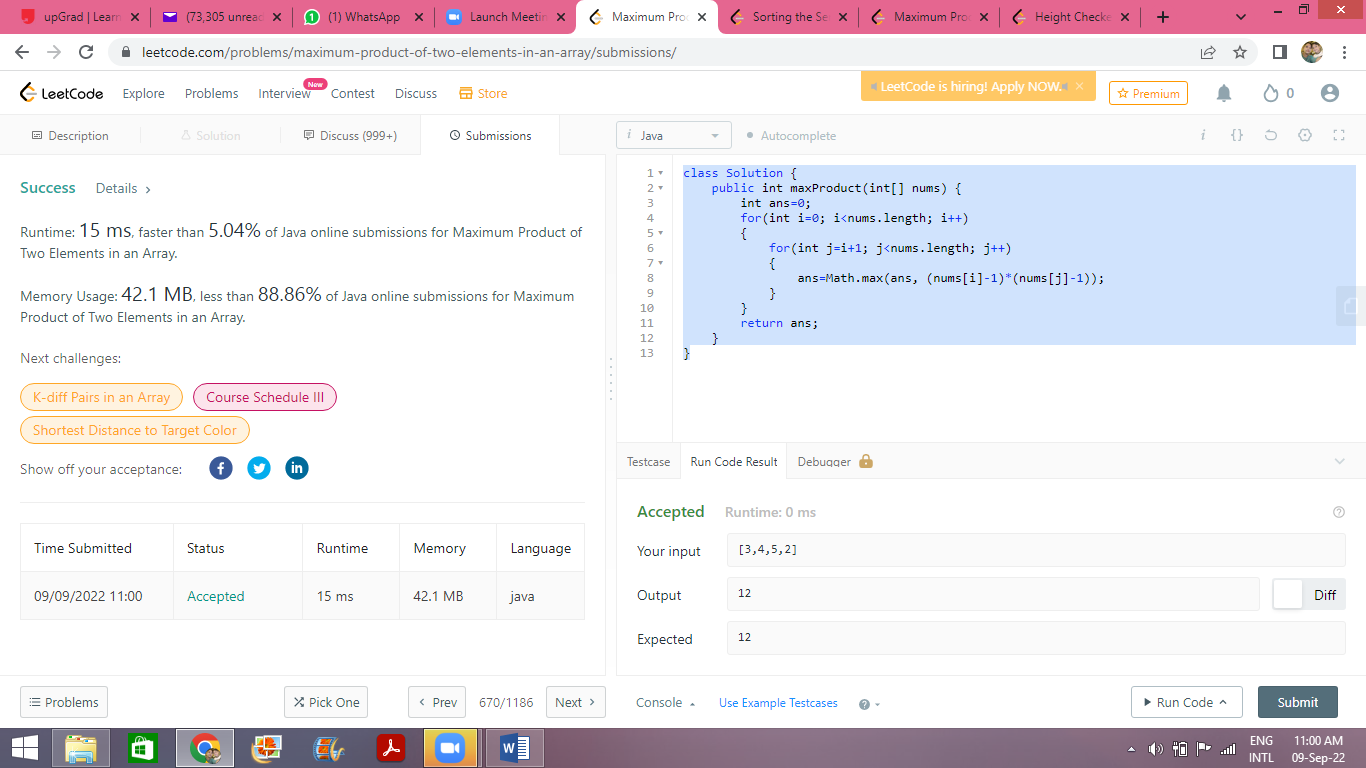 upGrad | Learn
(73,305 unread
(1) WhatsApp
Launch Meetin
Maximum Prod
Sorting the Se
Maximum Prod
Height Checke
leetcode.com/problems/maximum-product-of-two-elements-in-an-array/submissions/
LeetCode
Explore
Problems
Interview
New
Contest
Discuss
Store
LeetCode is hiring! Apply NOW.
Premium
0
Description
Solution
Discuss (999+)
Submissions
i Java
Autocomplete
Success
Details >
Runtime: 15 ms, faster than 5.04% of Java online submissions for Maximum Product of
Two Elements in an Array.
Memory Usage: 42.1 MB, less than 88.86% of Java online submissions for Maximum
Product of Two Elements in an Array.
Next challenges:
K-diff Pairs in an Array
Course Schedule III
Shortest Distance to Target Color
Show off your acceptance:
Time Submitted Status Runtime Memory Language
09/09/2022 11:00 Accepted 15 ms 42.1 MB java
1 class Solution {
2 public int maxProduct(int[] nums) {
3 int ans=0;
4 for(int i=0; i<nums.length; i++)
5 {
6 for(int j=i+1; j<nums.length; j++)
7 {
8 ans=Math.max(ans, (nums[i]-1)*(nums[j]-1));
9 }
10 }
11 return ans;
12 }
13 }
Testcase
Run Code Result
Debugger
Accepted Runtime: 0 ms
Your input [3,4,5,2]
Output 12
Diff
Expected 12
Problems
Pick One
< Prev
670/1186
Next >
Console
Use Example Testcases
Run Code
Submit
ENG
INTL
11:00 AM
09-Sep-22